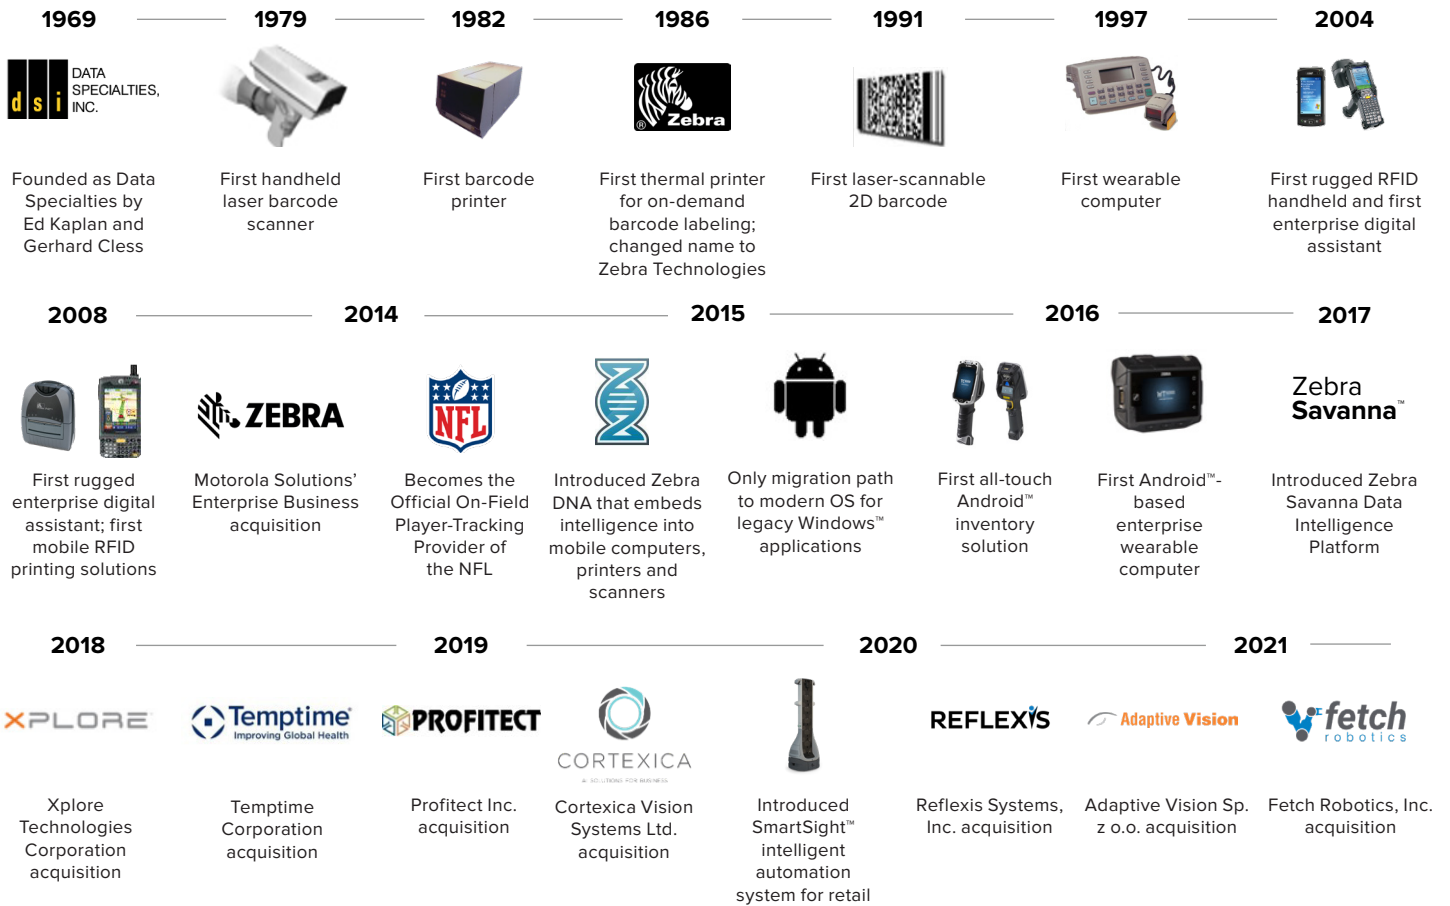 1969
1979
1982
1986
1991
1997
2004
dsi
DATA
SPECIALTIES,
INC.
Zebra
®
Founded as Data
Specialties by
Ed Kaplan and
Gerhard Cless
First handheld
laser barcode
scanner
First barcode
printer
First thermal printer
for on-demand
barcode labeling;
changed name to
Zebra Technologies
First laser-scannable
2D barcode
First wearable
computer
First rugged RFID
handheld and first
enterprise digital
assistant
2008
2014
2015
2016
2017
ZEBRA
NFL
Zebra
Savanna™
First rugged
enterprise digital
assistant; first
mobile RFID
printing solutions
Motorola Solutions'
Enterprise Business
acquisition
Becomes the
Official On-Field
Player-Tracking
Provider of
the NFL
Introduced Zebra
DNA that embeds
intelligence into
mobile computers,
printers and
scanners
Only migration path
to modern OS for
legacy Windows™
applications
First all-touch
Android™
inventory
solution
First Android™-
based
enterprise
wearable
computer
Introduced Zebra
Savanna Data
Intelligence
Platform
2018
2019
2020
2021
XPLORE
Temptime®
Improving Global Health
PROFITECT
CORTEXICA
AI SOLUTIONS FOR BUSINESS
REFLEXIS
Adaptive Vision
fetch
robotics
Xplore
Technologies
Corporation
acquisition
Temptime
Corporation
acquisition
Profitect Inc.
acquisition
Cortexica Vision
Systems Ltd.
acquisition
Introduced
SmartSight™
intelligent
automation
system for retail
Reflexis Systems,
Inc. acquisition
Adaptive Vision Sp.
z o.o. acquisition
Fetch Robotics, Inc.
acquisition